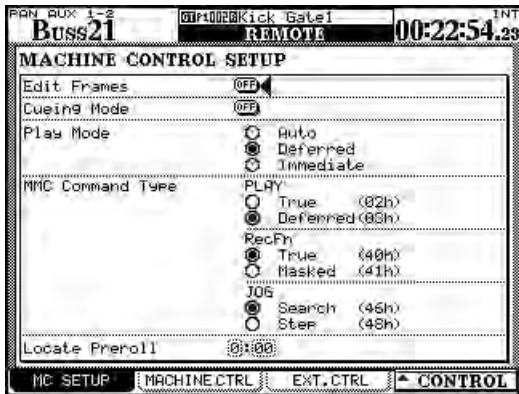 PAN AUX 1-2
Buss21
Kick Gate1
REMOTE
INT
00:22:54.23
MACHINE CONTROL SETUP
Edit Frames OFF
Cueing Mode OFF
Play Mode
Auto
Deferred
Immediate
MMC Command Type
PLAY
True (02h)
Deferred(03h)
RecFn
True (40h)
Masked (41h)
JOG
Search (46h)
Step (48h)
Locate Preroll 0:00
MC SETUP MACHINE CTRL EXT.CTRL CONTROL